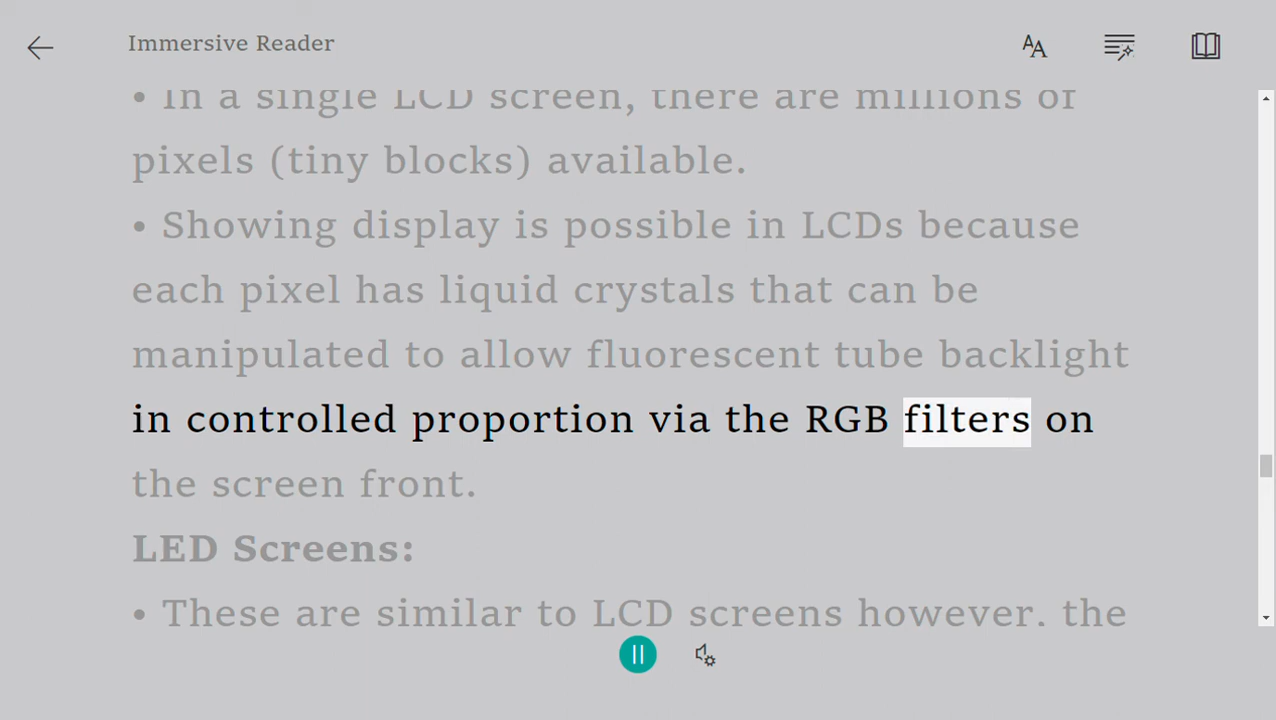 Immersive Reader
• In a single LCD screen, there are millions of
pixels (tiny blocks) available.
• Showing display is possible in LCDs because
each pixel has liquid crystals that can be
manipulated to allow fluorescent tube backlight
in controlled proportion via the RGB filters on
the screen front.
LED Screens:
• These are similar to LCD screens however, the